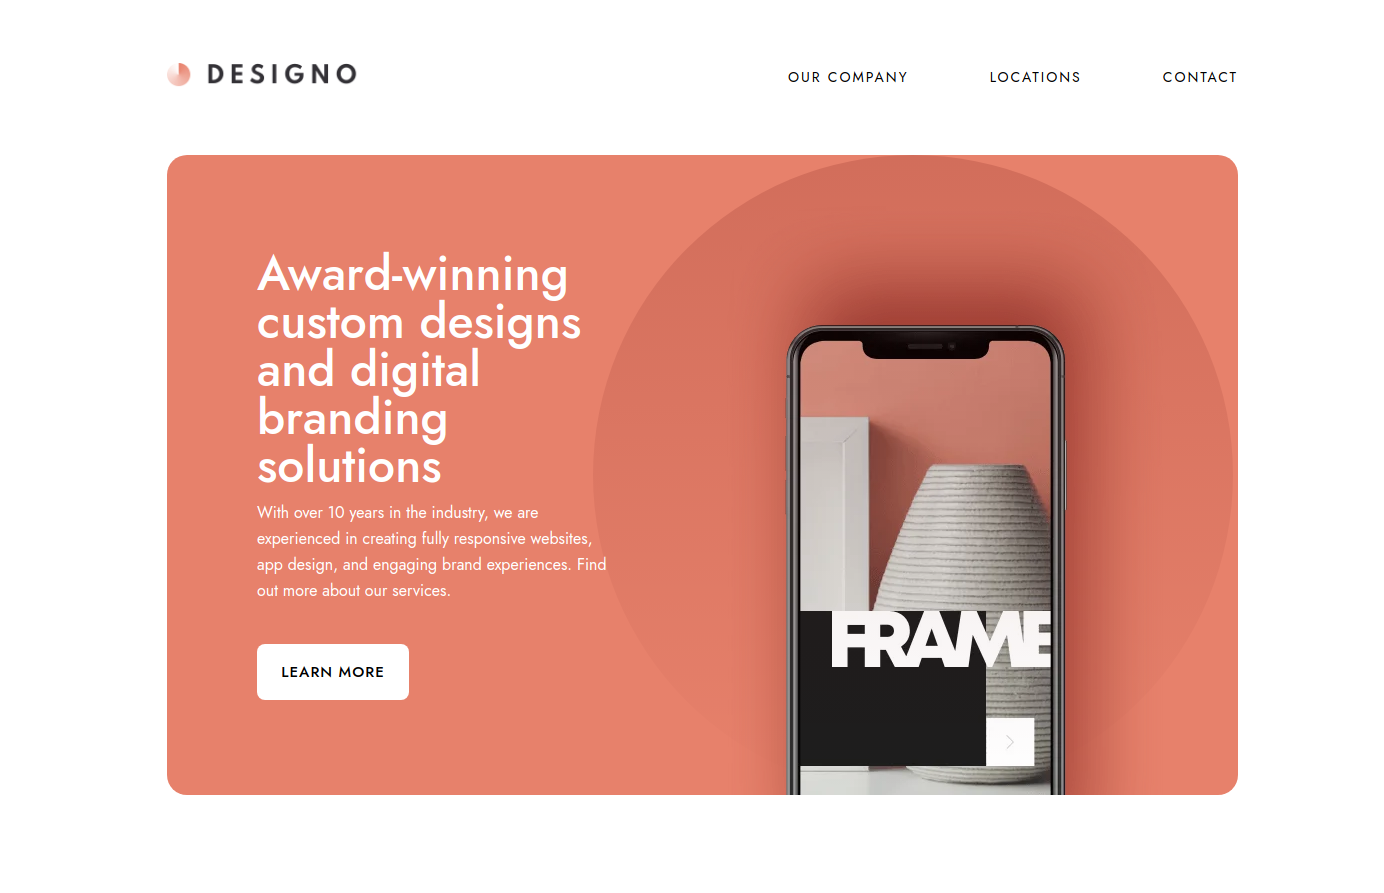 DESIGNO
OUR COMPANY
LOCATIONS
CONTACT
Award-winning
custom designs
and digital
branding
solutions
With over 10 years in the industry, we are
experienced in creating fully responsive websites,
app design, and engaging brand experiences. Find
out more about our services.
LEARN MORE
FRAME